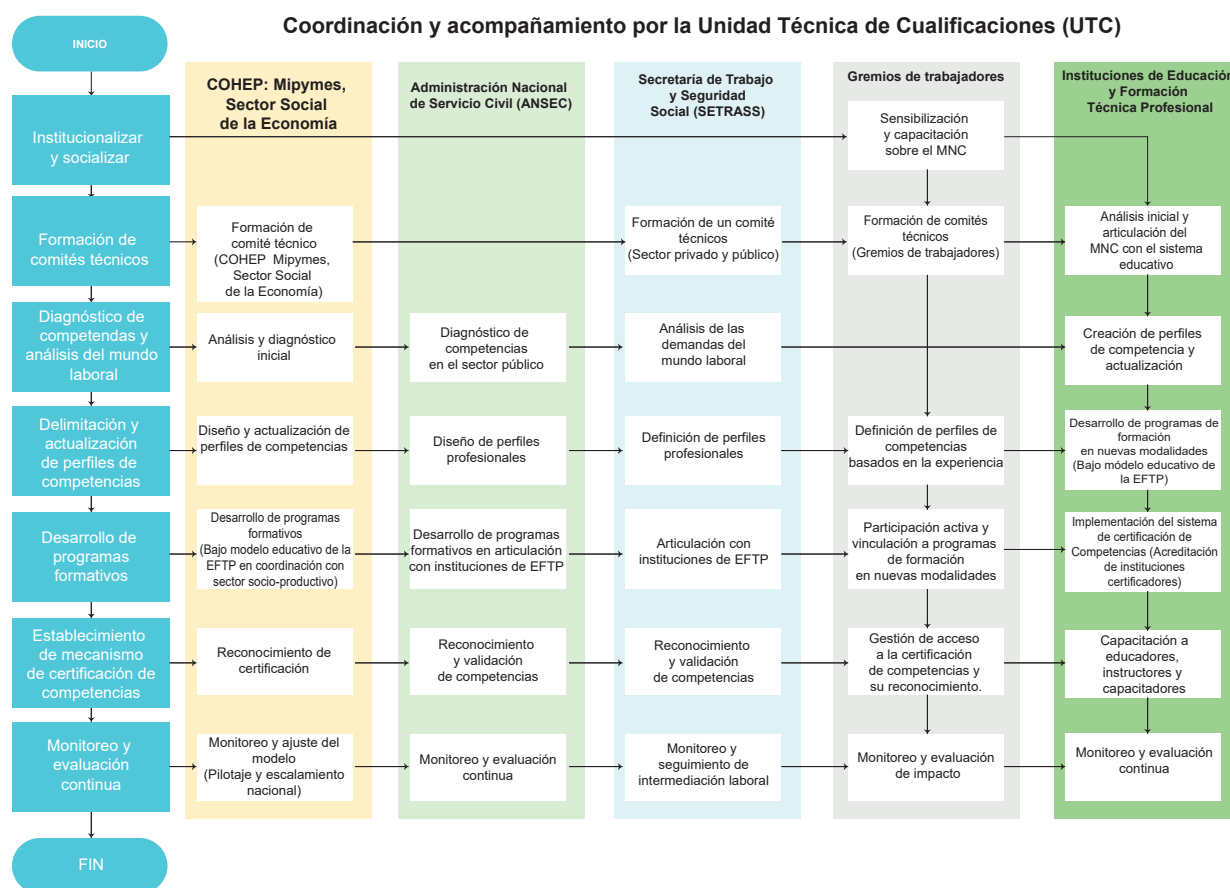 Coordinación y acompañamiento por la Unidad Técnica de Cualificaciones (UTC)
INICIO
COHEP: Mipymes,
Sector Social
de la Economía
Administración Nacional
de Servicio Civil (ANSEC)
Secretaría de Trabajo
y Seguridad
Social (SETRASS)
Gremios de trabajadores
Instituciones de Educación
y Formación
Técnica Profesional
Institucionalizar
y socializar
Sensibilización
y capacitación
sobre el MNC
Formación de
comités técnicos
Formación de
comité técnico
(COHEP Mipymes,
Sector Social
de la Economía)
Formación de un comité
técnicos
(Sector privado y público)
Formación de comités
técnicos
(Gremios de trabajadores)
Análisis inicial y
articulación del
MNC con el sistema
educativo
Diagnóstico de
competendas y
análisis del mundo
laboral
Análisis y diagnóstico
inicial
Diagnóstico de
competencias
en el sector público
Análisis de las
demandas del
mundo laboral
Creación de perfiles
de competencia y
actualización
Delimitación y
actualización
de perfiles de
competencias
Diseño y actualización de
perfiles de competencias
Diseño de perfiles
profesionales
Definición de perfiles
profesionales
Definición de perfiles de
competencias
basados en la experiencia
Desarrollo de programas
de formación
en nuevas modalidades
(Bajo módelo educativo de
la EFTP)
Desarrollo de
programas
formativos
Desarrollo de programas
formativos
(Bajo modelo educativo de la
EFTP en coordinación con
sector socio-productivo)
Desarrollo de programas
formativos en articulación
con instituciones de EFTP
Articulación con
instituciones de EFTP
Participación activa y
vinculación a programas
de formación
en nuevas modalidades
Implementación del sistema
de certificación de
Competencias (Acreditación
de instituciones
certificadores)
Establecimiento
de mecanismo
de certificación de
competencias
Reconocimiento de
certificación
Reconocimiento
y validación
de competencias
Reconocimiento
y validación
de competencias
Gestión de acceso
a la certificación
de competencias y
su reconocimiento.
Capacitación a
educadores,
instructores y
capacitadores
Monitoreo y
evaluación
continua
Monitoreo y ajuste del
modelo
(Pilotaje y escalamiento
nacional)
Monitoreo y evaluación
continua
Monitoreo y
seguimiento de
intermediación laboral
Monitoreo y evaluación
de impacto
Monitoreo y evaluación
continua
FIN